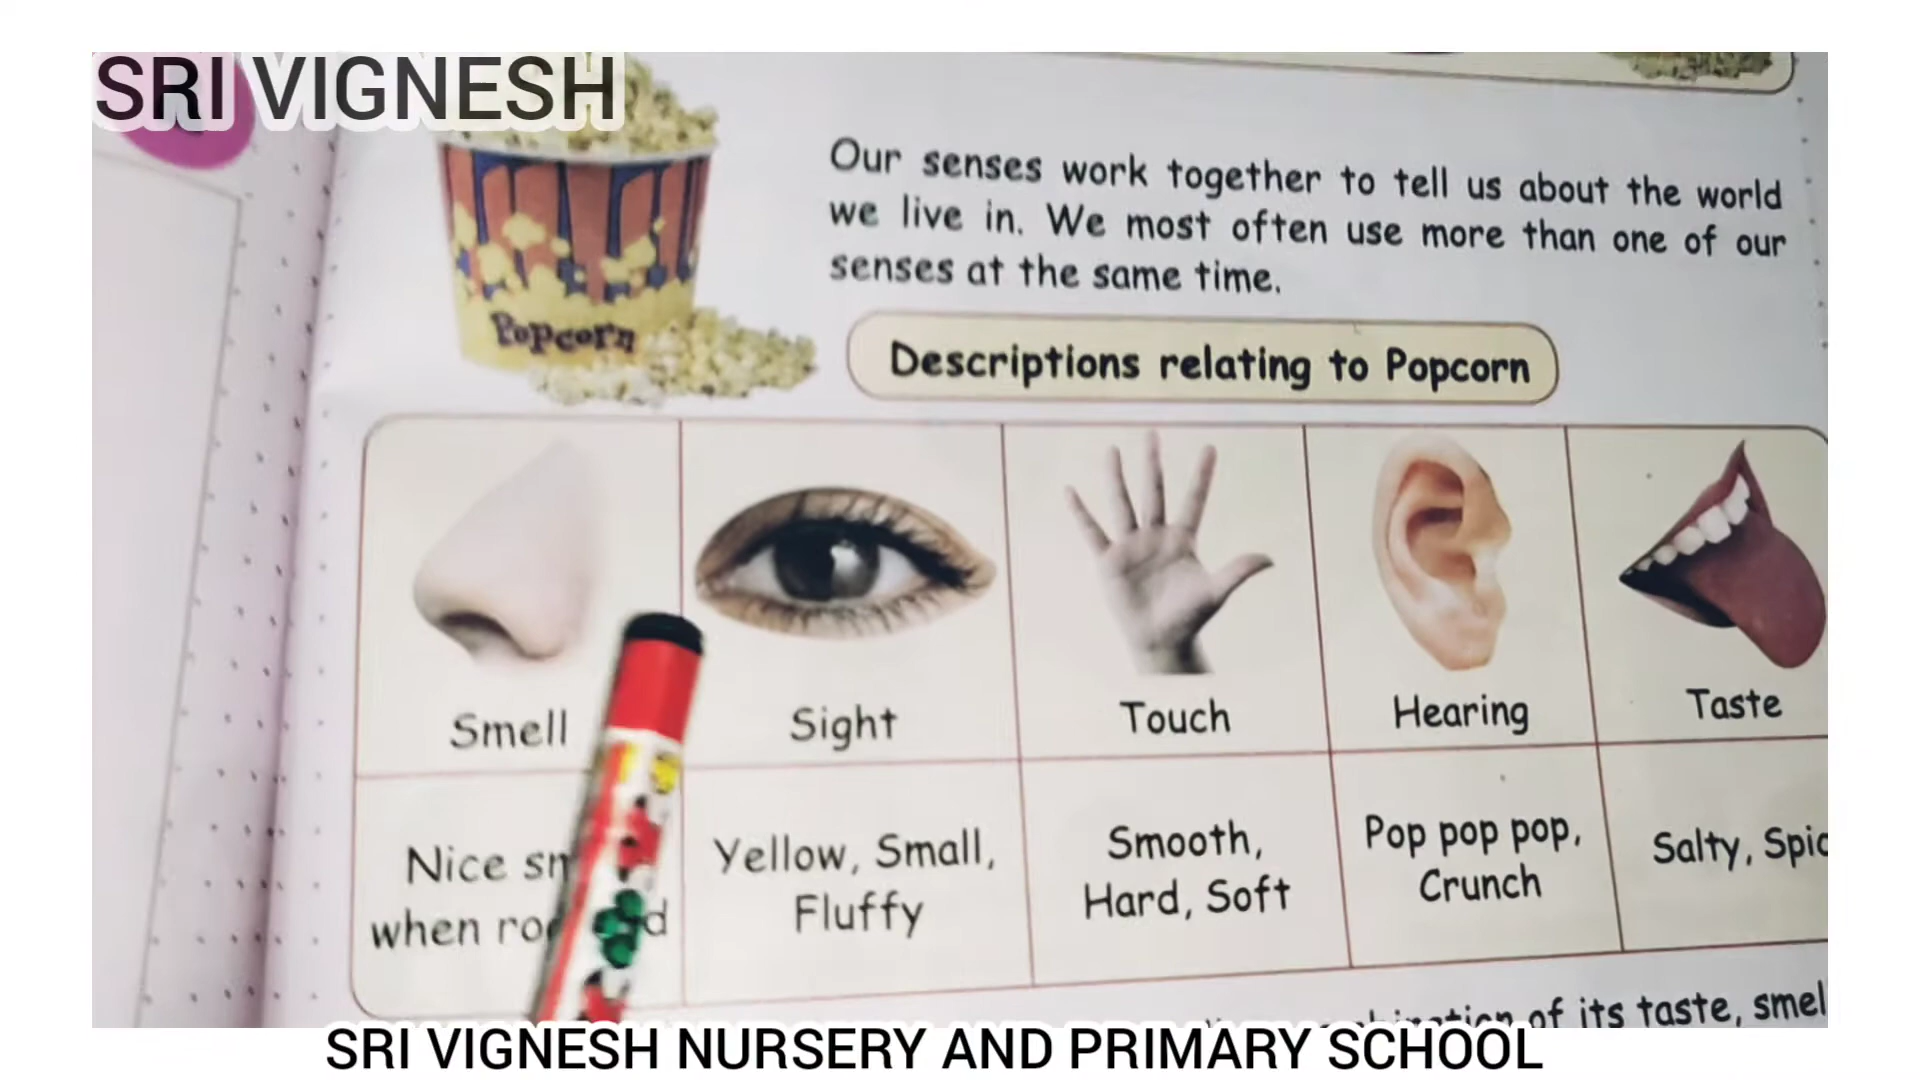 SRI VIGNESH
Popcorn
Our senses work together to tell us about the world
we live in. We most often use more than one of our
senses at the same time.
Descriptions relating to Popcorn
Smell
Sight
Touch
Hearing
Taste
Nice
when
Yellow, Small,
Fluffy
Smooth,
Hard, Soft
Pop pop pop,
Crunch
Salty,
of its taste,
SRI VIGNESH NURSERY AND PRIMARY SCHOOL